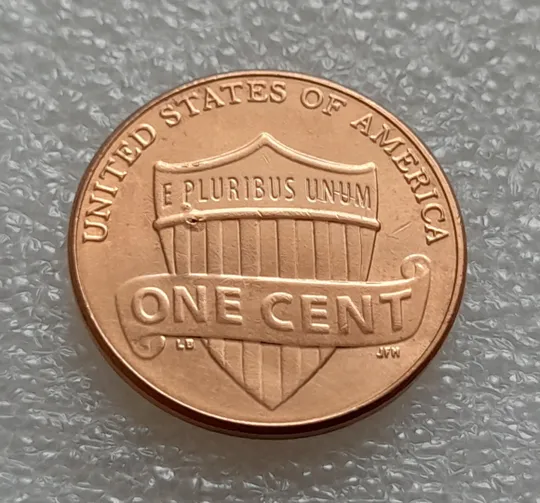 UNITED STATES OF AMERICA
E PLURIBUS UNUM
ONE CENT
LB
JFM